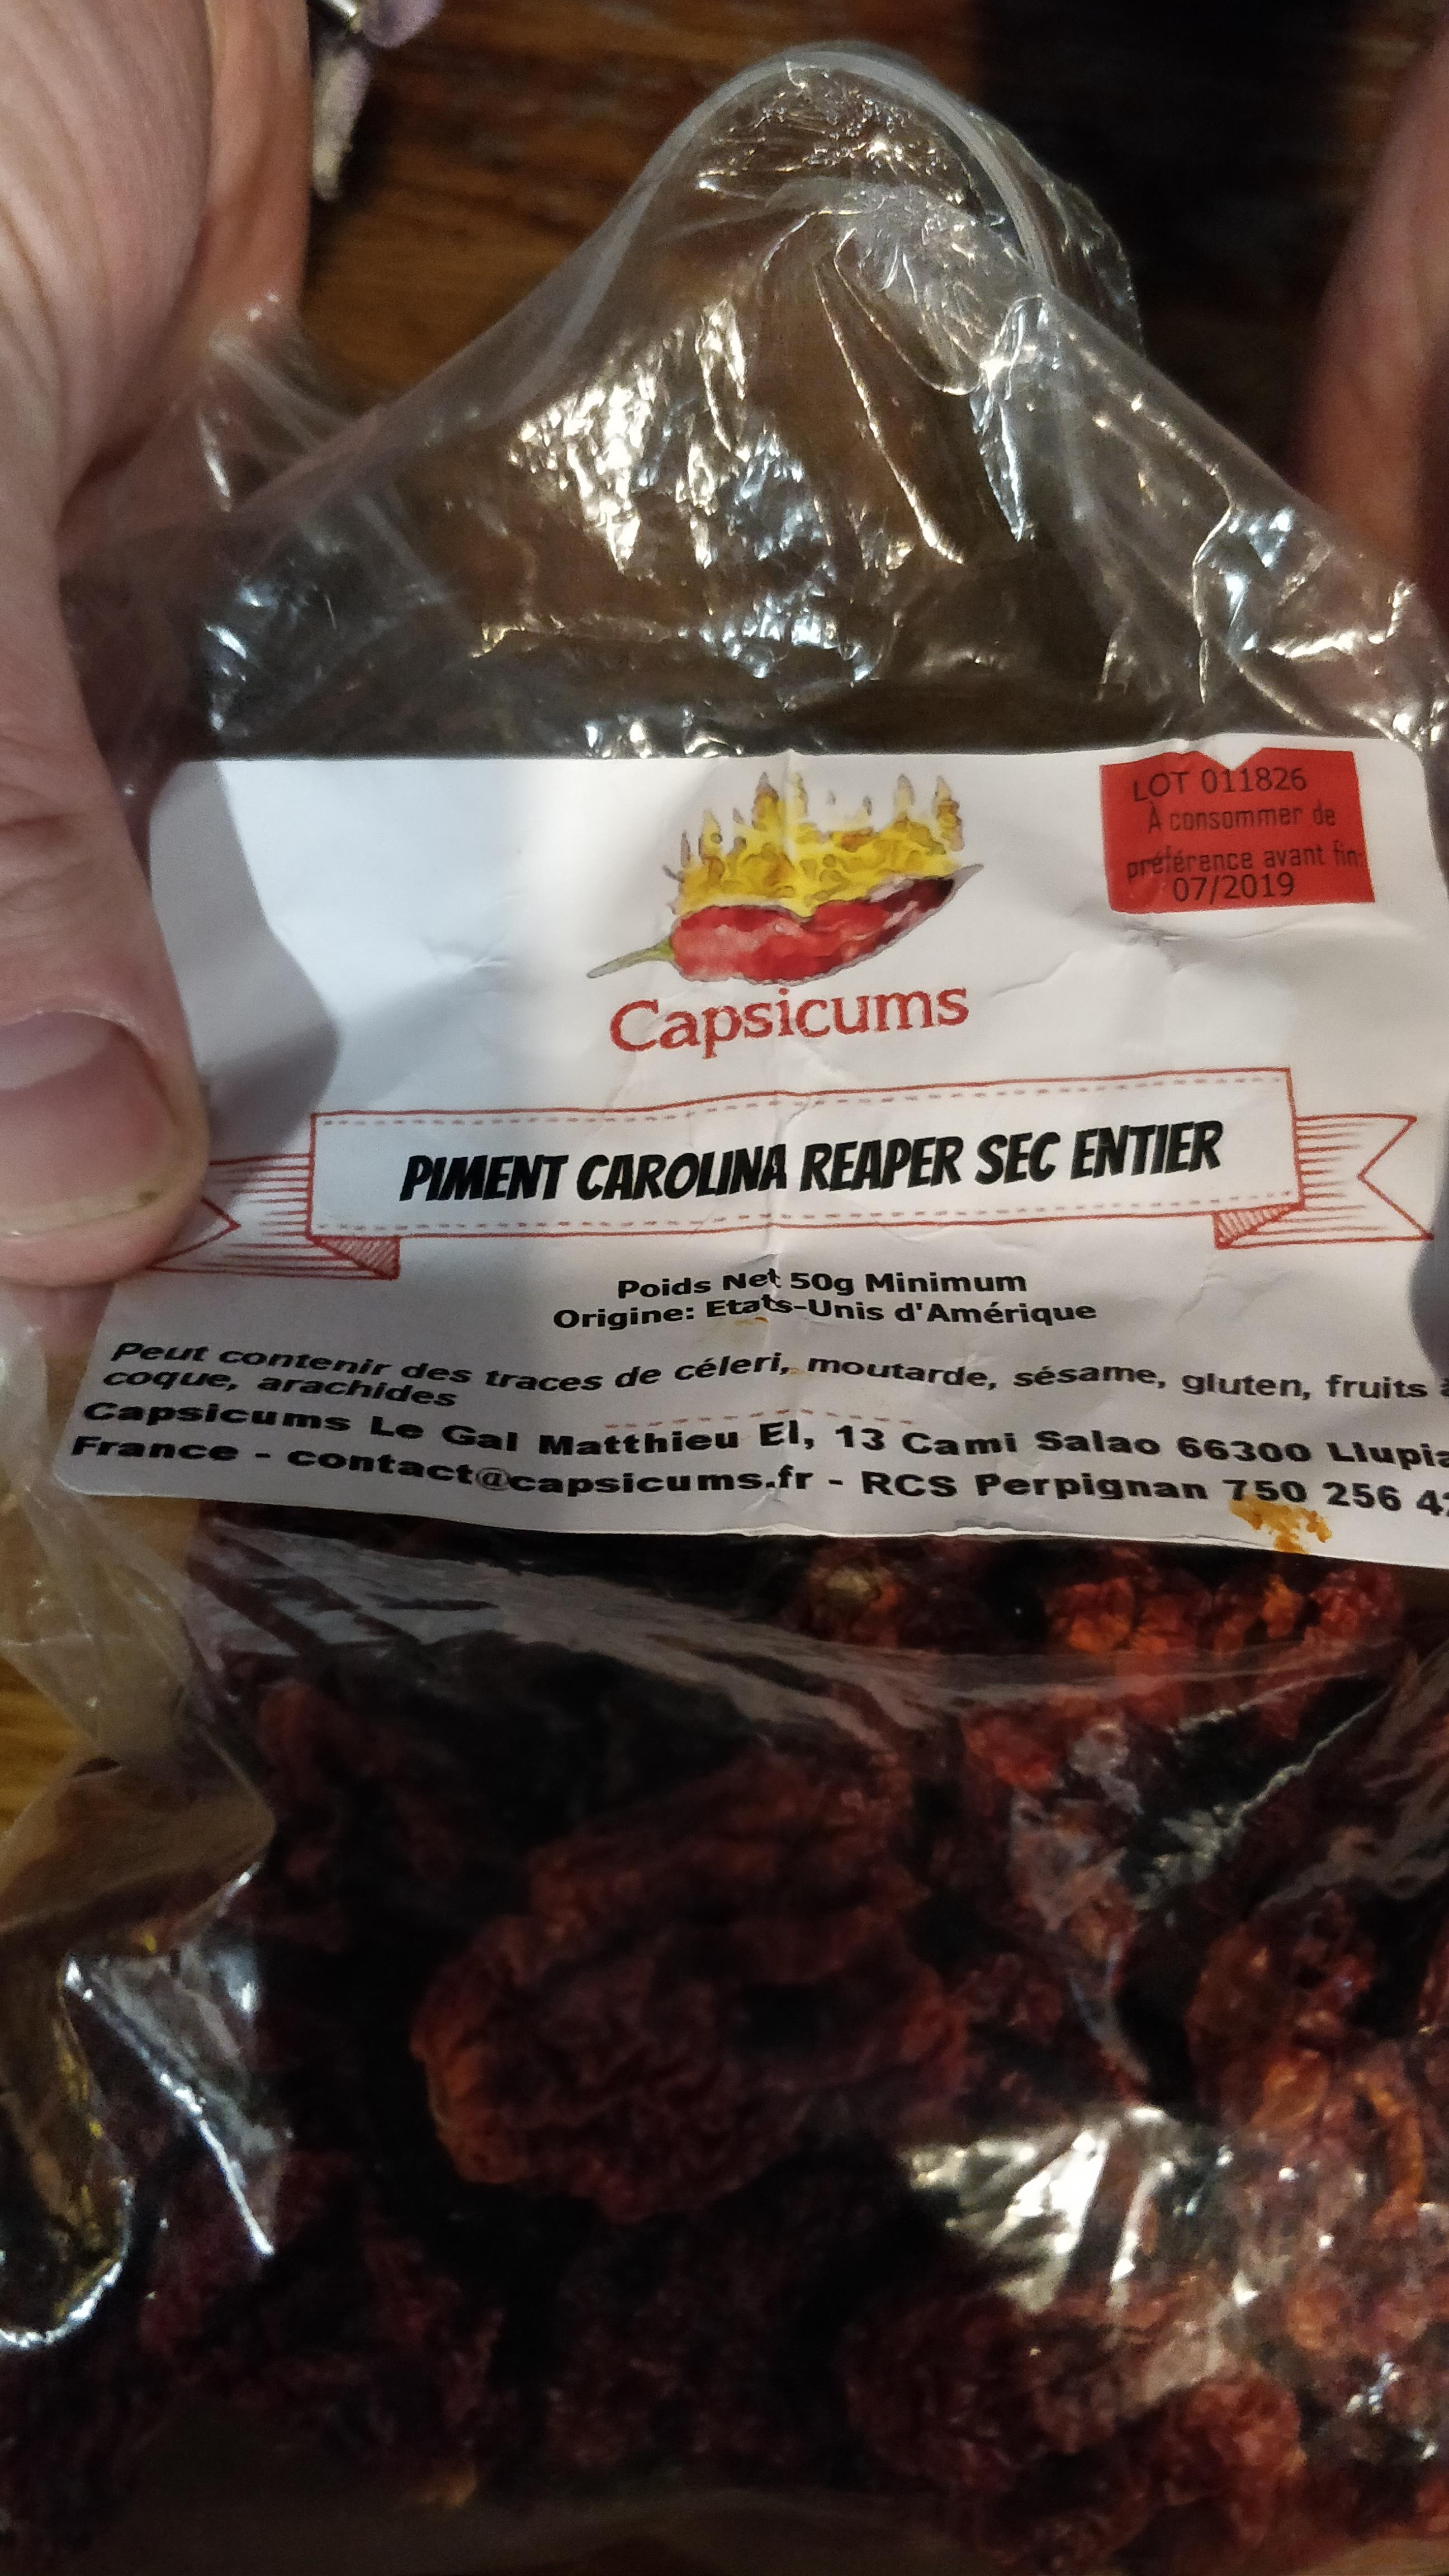 LOT 011826
À consommer de
préférence avant fin:
07/2019
Capsicums
PIMENT CAROLINA REAPER SEC ENTIER
Poids Net 50g Minimum
Origine: Etats-Unis d'Amérique
Peut contenir des traces de céleri, moutarde, sésame, gluten, fruits à
coque, arachides
Capsicums Le Gal Matthieu EI, 13 Cami Salao 66300 Llupia
France - contact@capsicums.fr - RCS Perpignan 750 256